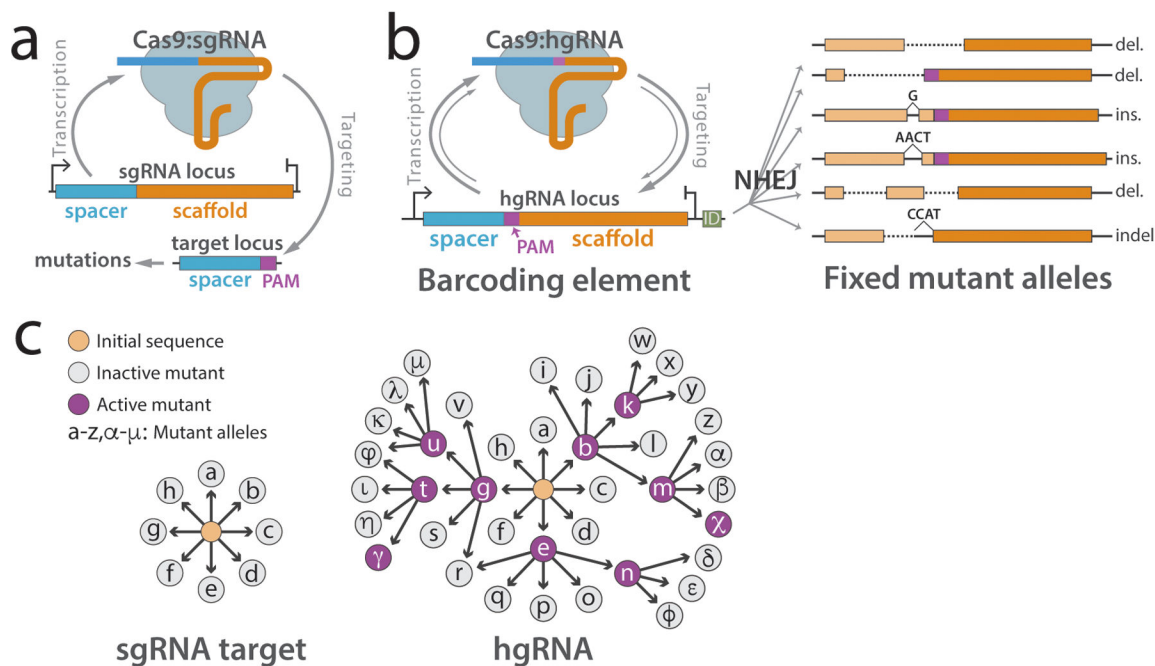 a
Cas9:sgRNA
Transcription
Targeting
sgRNA locus
spacer
scaffold
target locus
mutations
spacer
PAM
b
Cas9:hgRNA
Transcription
Targeting
hgRNA locus
ID
spacer
PAM
scaffold
Barcoding element
NHEJ
del.
del.
G
ins.
AACT
ins.
del.
CCAT
indel
Fixed mutant alleles
c
Initial sequence
Inactive mutant
Active mutant
a-z,α-μ: Mutant alleles
a
h
b
g
c
f
d
e
sgRNA target
μ
w
λ
v
i
j
x
κ
k
y
u
a
z
φ
h
b
l
α
ι
t
g
c
m
β
η
s
f
d
χ
γ
r
e
n
δ
q
o
ε
p
ϕ
hgRNA